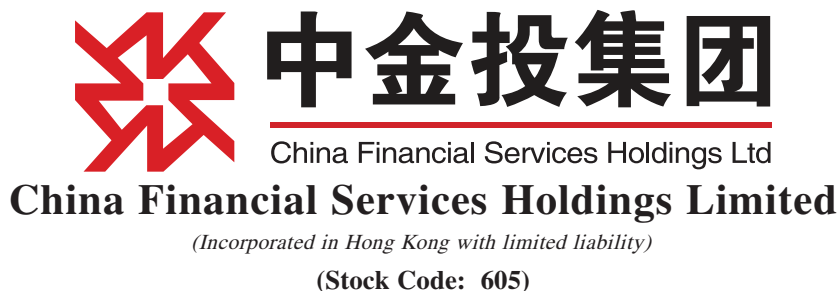 中金投集团
China Financial Services Holdings Ltd
China Financial Services Holdings Limited
(Incorporated in Hong Kong with limited liability)
(Stock Code: 605)